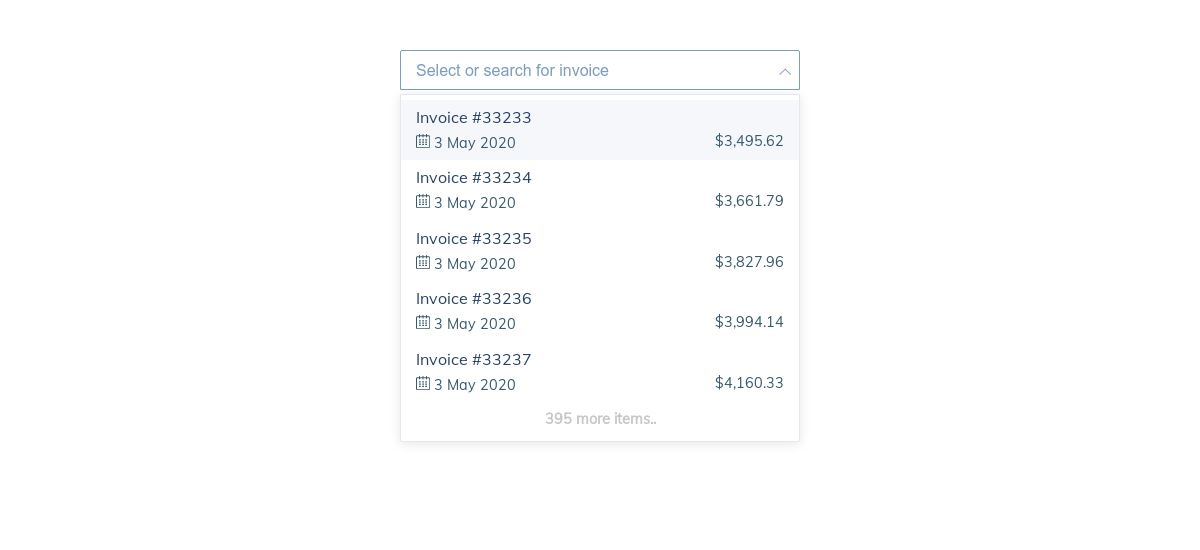 Select or search for invoice
Invoice #33233
3 May 2020 $3,495.62
Invoice #33234
3 May 2020 $3,661.79
Invoice #33235
3 May 2020 $3,827.96
Invoice #33236
3 May 2020 $3,994.14
Invoice #33237
3 May 2020 $4,160.33
395 more items..